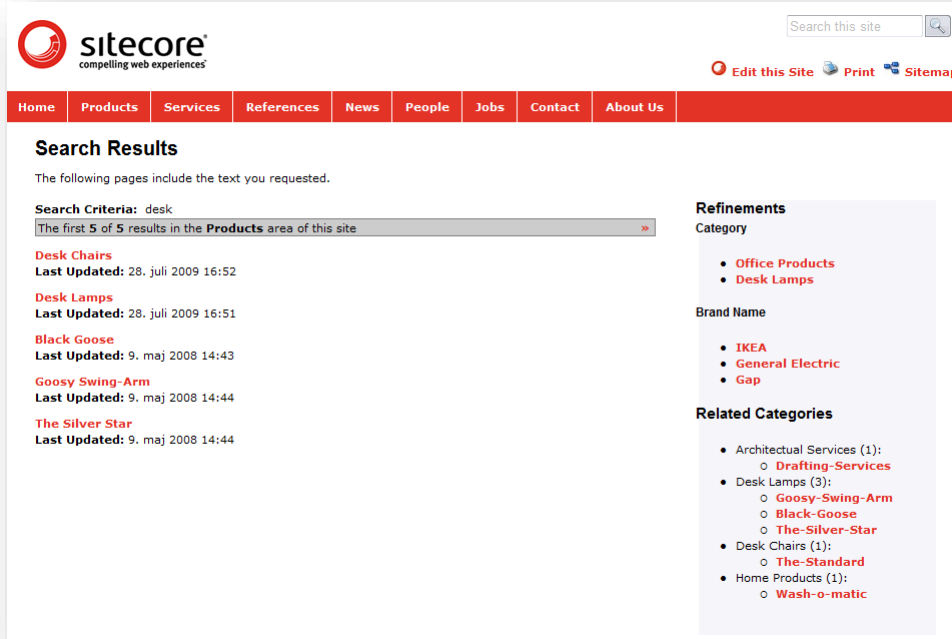 sitecore
compelling web experiences
Search this site
Edit this Site Print Sitema
Home Products Services References News People Jobs Contact About Us
Search Results
The following pages include the text you requested.
Search Criteria: desk
The first 5 of 5 results in the Products area of this site »
Desk Chairs
Last Updated: 28. juli 2009 16:52
Desk Lamps
Last Updated: 28. juli 2009 16:51
Black Goose
Last Updated: 9. maj 2008 14:43
Goosy Swing-Arm
Last Updated: 9. maj 2008 14:44
The Silver Star
Last Updated: 9. maj 2008 14:44
Refinements
Category
Office Products
Desk Lamps
Brand Name
IKEA
General Electric
Gap
Related Categories
Architectual Services (1):
Drafting-Services
Desk Lamps (3):
Goosy-Swing-Arm
Black-Goose
The-Silver-Star
Desk Chairs (1):
The-Standard
Home Products (1):
Wash-o-matic